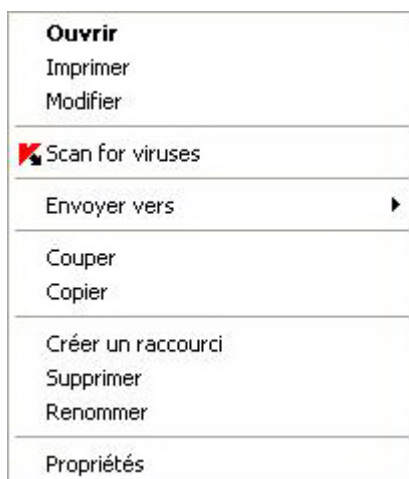 Ouvrir
Imprimer
Modifier
Scan for viruses
Envoyer vers
Couper
Copier
Créer un raccourci
Supprimer
Renommer
Propriétés